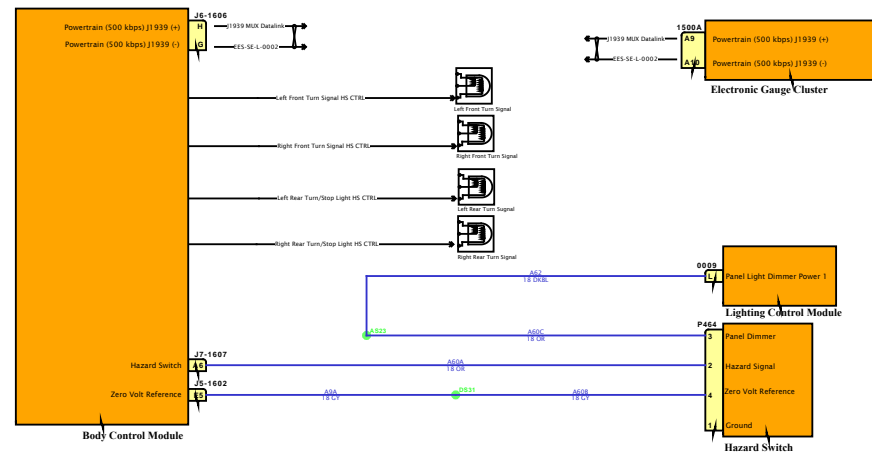 J6-1606
Powertrain (500 kbps) J1939 (+)
H
J1939 MUX Datalink
Powertrain (500 kbps) J1939 (-)
G
EES-SE-L-0002
1500A
J1939 MUX Datalink
A9
Powertrain (500 kbps) J1939 (+)
EES-SE-L-0002
A10
Powertrain (500 kbps) J1939 (-)
Electronic Gauge Cluster
Left Front Turn Signal HS CTRL
Left Front Turn Signal
Right Front Turn Signal HS CTRL
Right Front Turn Signal
Left Rear Turn/Stop Light HS CTRL
Left Rear Turn Sugnal
Right Rear Turn/Stop Light HS CTRL
Right Rear Turn Signal
0009
A62
18 DKBL
L
Panel Light Dimmer Power 1
Lighting Control Module
P464
AS23
A60C
18 OR
3
Panel Dimmer
J7-1607
Hazard Switch
A6
A60A
18 OR
2
Hazard Signal
J5-1602
Zero Volt Reference
E5
A9A
18 GY
DS31
A60B
18 GY
4
Zero Volt Reference
1
Ground
Body Control Module
Hazard Switch